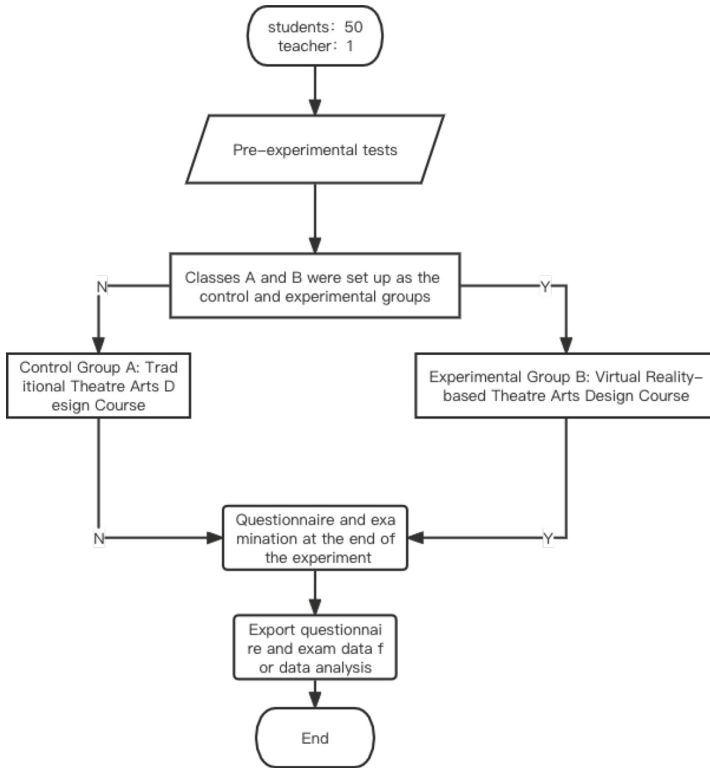 students: 50
teacher: 1
Pre-experimental tests
Classes A and B were set up as the
control and experimental groups
N
Y
Control Group A: Trad
itional Theatre Arts D
esign Course
Experimental Group B: Virtual Reality-
based Theatre Arts Design Course
Questionnaire and exa
mination at the end of
the experiment
N
Y
Export questionnai
re and exam data f
or data analysis
End